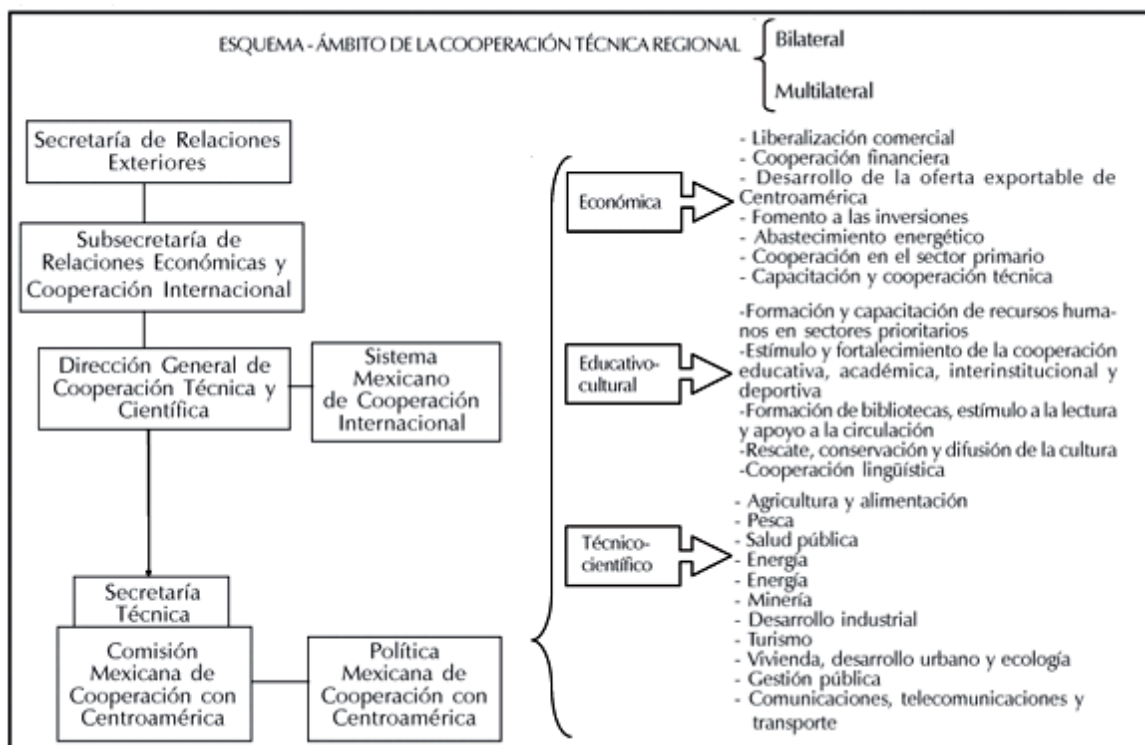 ESQUEMA - ÁMBITO DE LA COOPERACIÓN TÉCNICA REGIONAL
Bilateral
Multilateral
Secretaría de Relaciones
Exteriores
Subsecretaría de
Relaciones Económicas y
Cooperación Internacional
Dirección General de
Cooperación Técnica y
Científica
Sistema
Mexicano
de Cooperación
Internacional
Secretaría
Técnica
Comisión
Mexicana de
Cooperación con
Centroamérica
Política
Mexicana de
Cooperación con
Centroamérica
Económica
- Liberalización comercial
- Cooperación financiera
- Desarrollo de la oferta exportable de
Centroamérica
- Fomento a las inversiones
- Abastecimiento energético
- Cooperación en el sector primario
- Capacitación y cooperación técnica
Educativo-
cultural
-Formación y capacitación de recursos huma-
nos en sectores prioritarios
-Estímulo y fortalecimiento de la cooperación
educativa, académica, interinstitucional y
deportiva
-Formación de bibliotecas, estímulo a la lectura
y apoyo a la circulación
-Rescate, conservación y difusión de la cultura
-Cooperación lingüística
Técnico-
científico
- Agricultura y alimentación
- Pesca
- Salud pública
- Energía
- Energía
- Minería
- Desarrollo industrial
- Turismo
- Vivienda, desarrollo urbano y ecología
- Gestión pública
- Comunicaciones, telecomunicaciones y
transporte